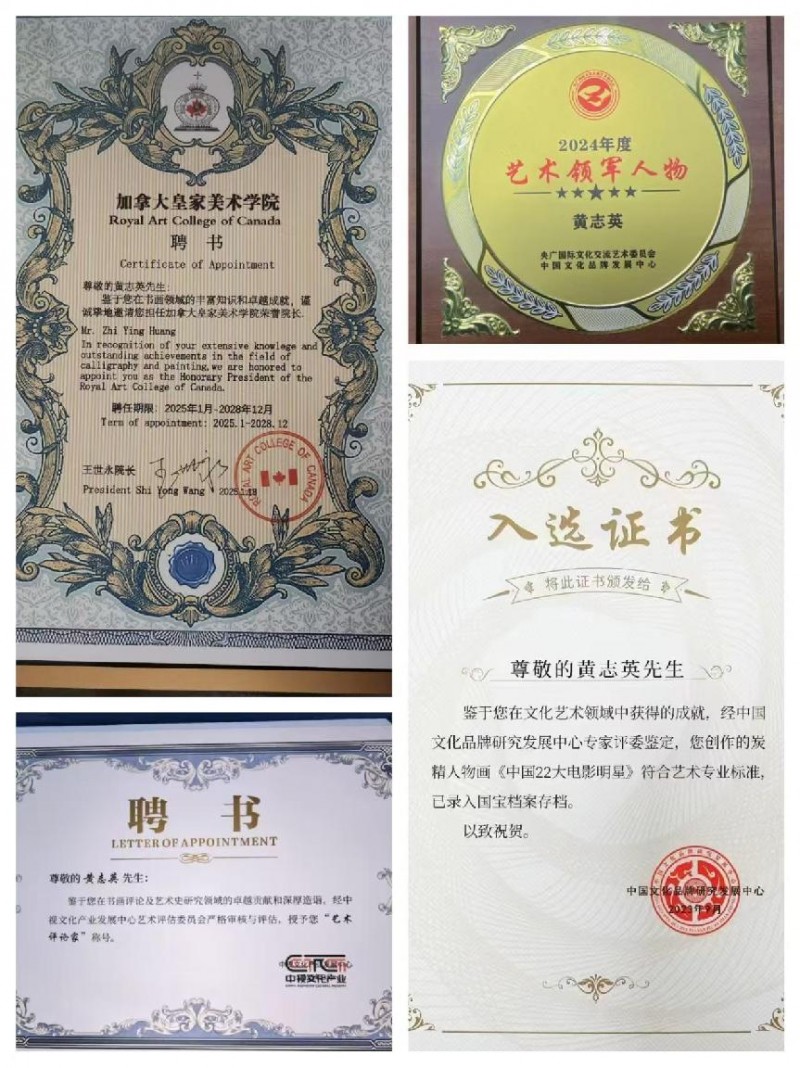 加拿大皇家美术学院
Royal Art College of Canada
聘 书
Certificate of Appointment
尊敬的黄志英先生:
鉴于您在书画领域的丰富知识和卓越成就，谨
诚挚地邀请您担任加拿大皇家美术学院荣誉院长.
Mr. Zhi Ying Huang
In recognition of your extensive knowlege and
outstanding achievements in the field of
calligraphy and painting,we are honored to
appoint you as the Honorary President of the
Royal Art College of Canada.
聘任期限: 2025年1月-2028年12月
Term of appointment: 2025.1-2028.12
王世永院长
President Shi Yong Wang
ROYAL ART COLLEGE OF CANADA
2024年度
艺术领军人物
黄志英
央广国际文化交流艺术委员会
中国文化品牌发展中心
入选证书
将此证书颁发给
尊敬的黄志英先生
鉴于您在文化艺术领域中获得的成就，经中国
文化品牌研究发展中心专家评委鉴定，您创作的炭
精人物画《中国22大电影明星》符合艺术专业标准，
已录入国宝档案存档。
以致祝贺。
中国文化品牌研究发展中心
2023年9月
聘 书
LETTER OF APPOINTMENT
尊敬的 黄志英 先生：
鉴于您在书画评论及艺术史研究领域的卓越贡献和深厚造诣，经中
视文化产业发展中心艺术评估委员会严格审核与评估，授予您“艺术
评论家”称号。
中视文化产业